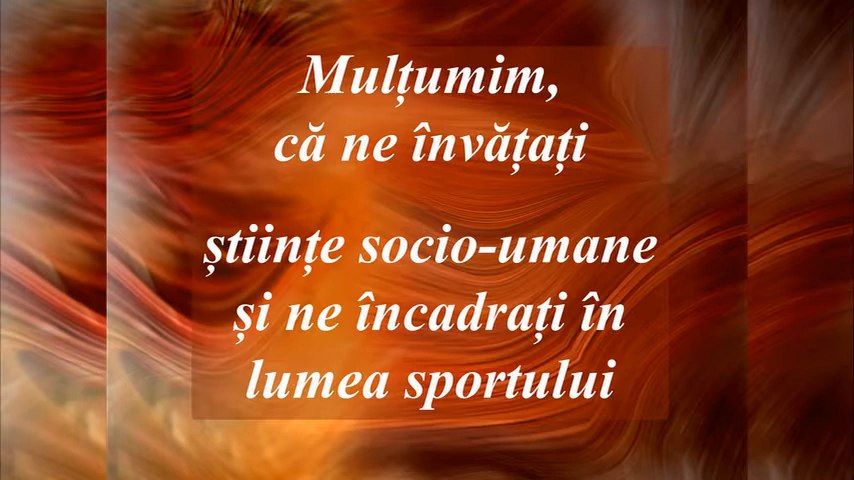 Mulțumim,
că ne învățați
științe socio-umane
și ne încadrați în
lumea sportului